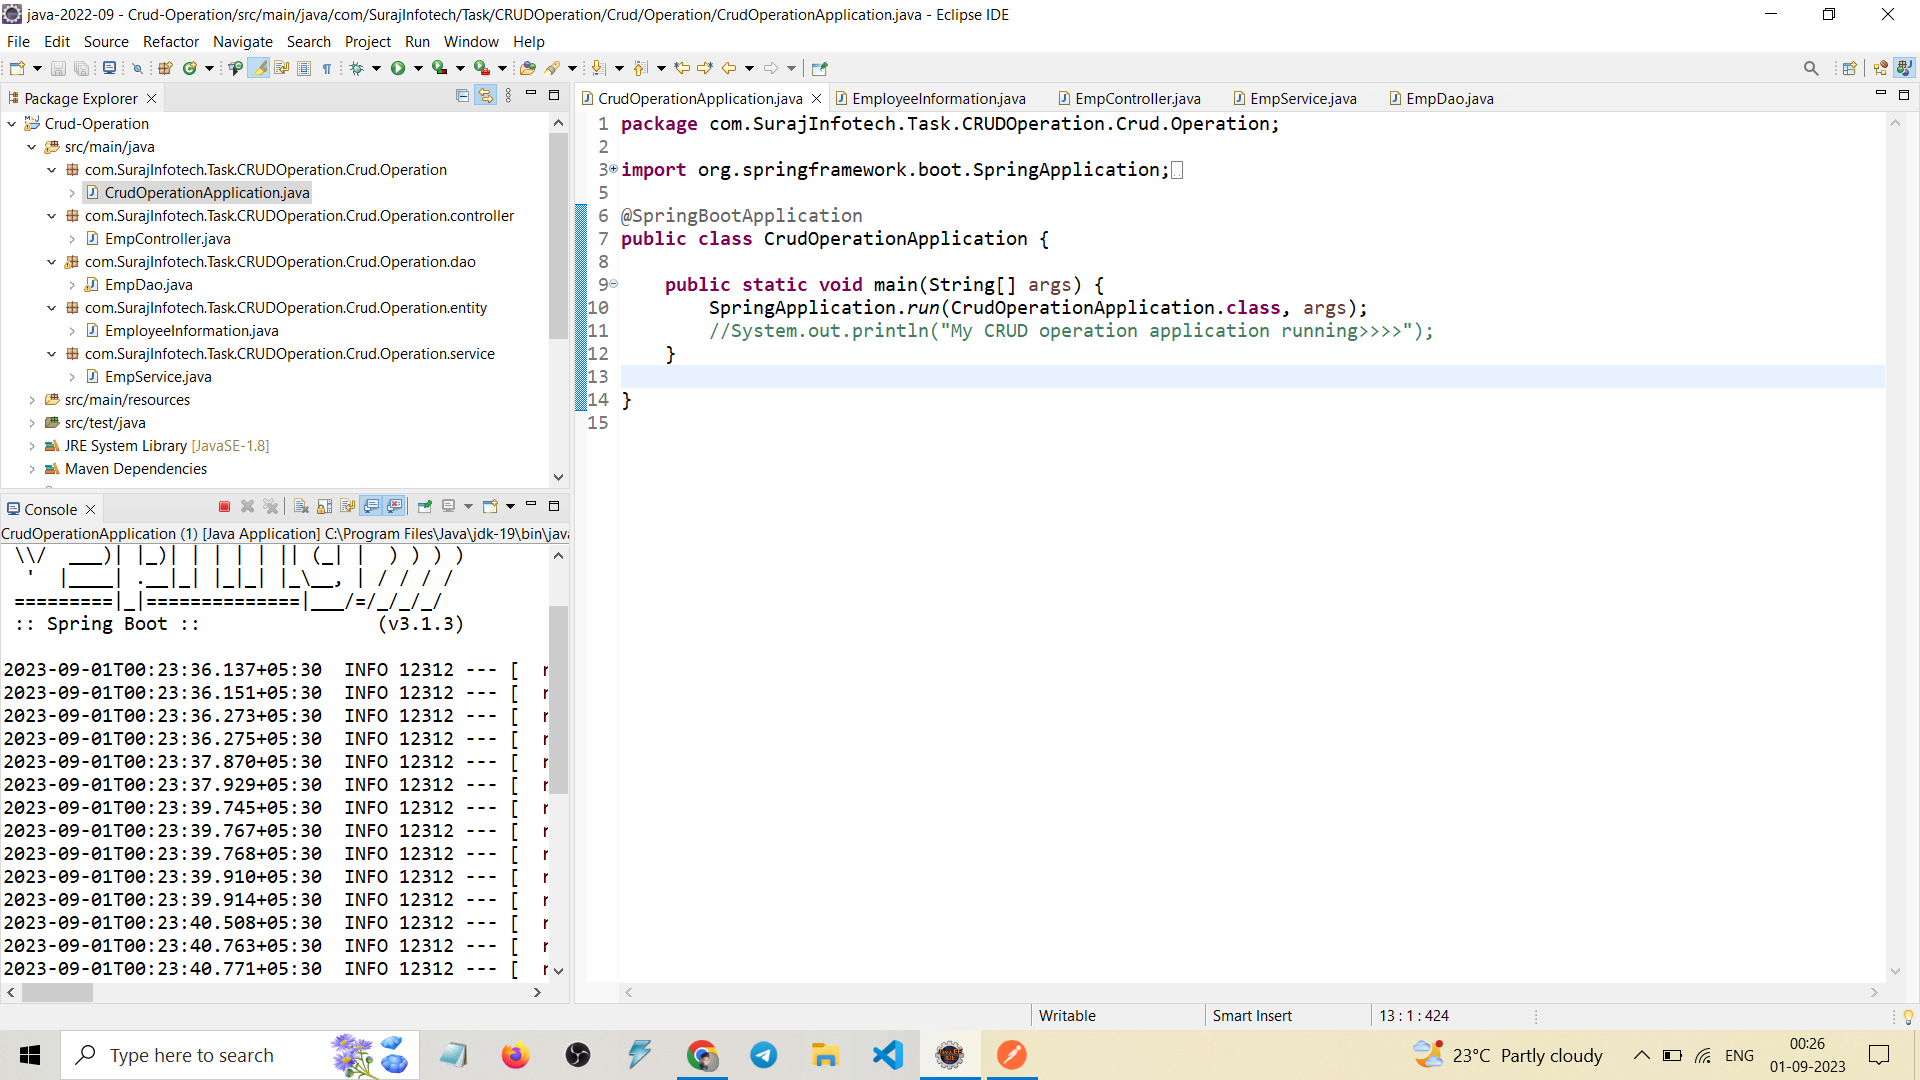 java-2022-09 - Crud-Operation/src/main/java/com/SurajInfotech/Task/CRUDOperation/Crud/Operation/CrudOperationApplication.java - Eclipse IDE
File Edit Source Refactor Navigate Search Project Run Window Help
Package Explorer
Crud-Operation
src/main/java
com.SurajInfotech.Task.CRUDOperation.Crud.Operation
CrudOperationApplication.java
com.SurajInfotech.Task.CRUDOperation.Crud.Operation.controller
EmpController.java
com.SurajInfotech.Task.CRUDOperation.Crud.Operation.dao
EmpDao.java
com.SurajInfotech.Task.CRUDOperation.Crud.Operation.entity
EmployeeInformation.java
com.SurajInfotech.Task.CRUDOperation.Crud.Operation.service
EmpService.java
src/main/resources
src/test/java
JRE System Library [JavaSE-1.8]
Maven Dependencies
CrudOperationApplication.java EmployeeInformation.java EmpController.java EmpService.java EmpDao.java
1 package com.SurajInfotech.Task.CRUDOperation.Crud.Operation;
2
3 import org.springframework.boot.SpringApplication;
5
6 @SpringBootApplication
7 public class CrudOperationApplication {
8
9 public static void main(String[] args) {
10 SpringApplication.run(CrudOperationApplication.class, args);
11 //System.out.println("My CRUD operation application running>>>>");
12 }
13
14 }
15
Console
CrudOperationApplication (1) [Java Application] C:\Program Files\Java\jdk-19\bin\java
\\/  ___)| |_)| | | | | || (_| |  ) ) ) )
'  |____| .__|_| |_|_| |_\__, | / / / /
=========|_|==============|___/=/_/_/_/
:: Spring Boot :: (v3.1.3)
2023-09-01T00:23:36.137+05:30 INFO 12312 --- [ r
2023-09-01T00:23:36.151+05:30 INFO 12312 --- [ r
2023-09-01T00:23:36.273+05:30 INFO 12312 --- [ r
2023-09-01T00:23:36.275+05:30 INFO 12312 --- [ r
2023-09-01T00:23:37.870+05:30 INFO 12312 --- [ r
2023-09-01T00:23:37.929+05:30 INFO 12312 --- [ r
2023-09-01T00:23:39.745+05:30 INFO 12312 --- [ r
2023-09-01T00:23:39.767+05:30 INFO 12312 --- [ r
2023-09-01T00:23:39.768+05:30 INFO 12312 --- [ r
2023-09-01T00:23:39.910+05:30 INFO 12312 --- [ r
2023-09-01T00:23:39.914+05:30 INFO 12312 --- [ r
2023-09-01T00:23:40.508+05:30 INFO 12312 --- [ r
2023-09-01T00:23:40.763+05:30 INFO 12312 --- [ r
2023-09-01T00:23:40.771+05:30 INFO 12312 --- [ r
Writable Smart Insert 13 : 1 : 424
Type here to search
23°C Partly cloudy
ENG
00:26
01-09-2023